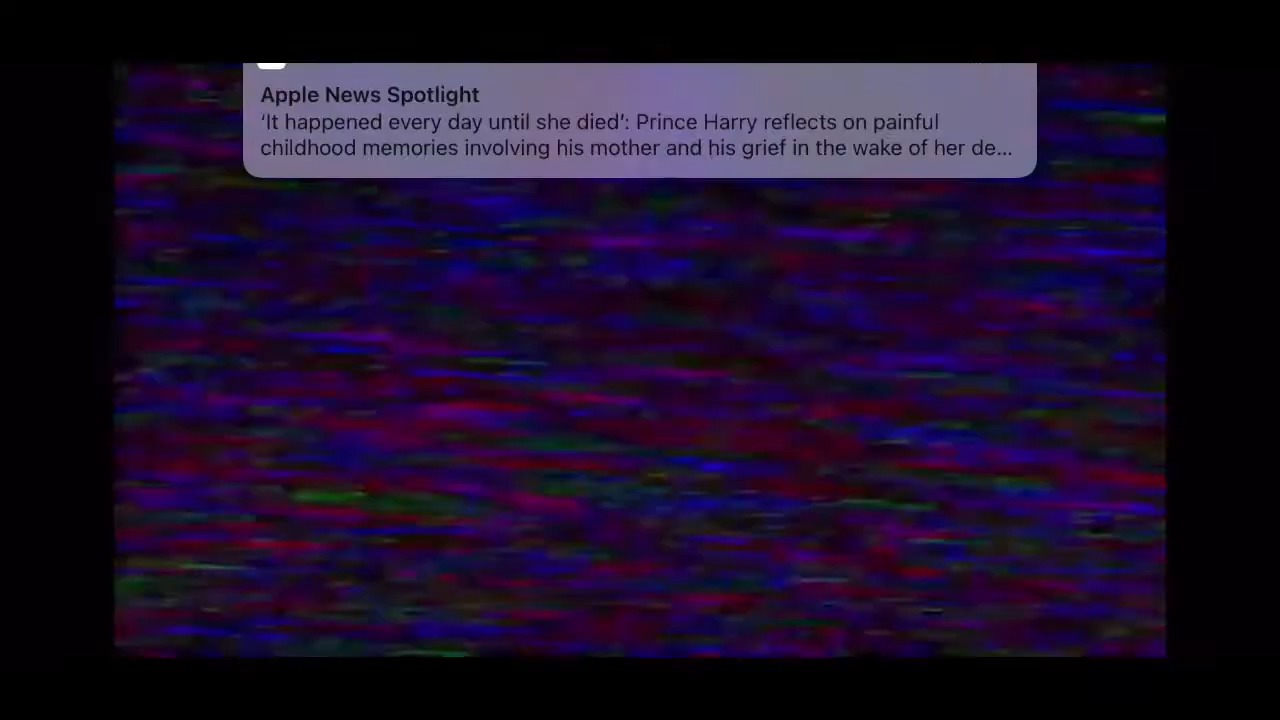 Apple News Spotlight
‘It happened every day until she died’: Prince Harry reflects on painful
childhood memories involving his mother and his grief in the wake of her de...